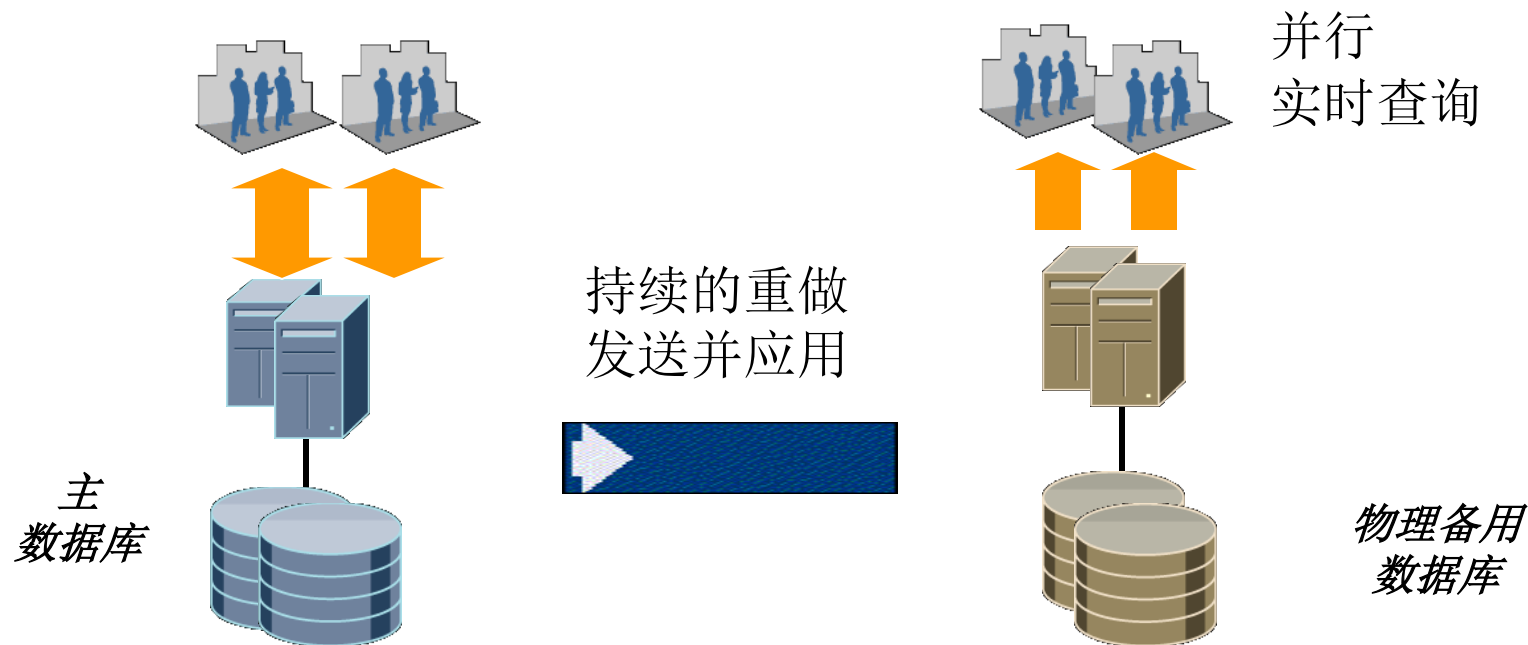 并行
实时查询
持续的重做
发送并应用
主
数据库
物理备用
数据库